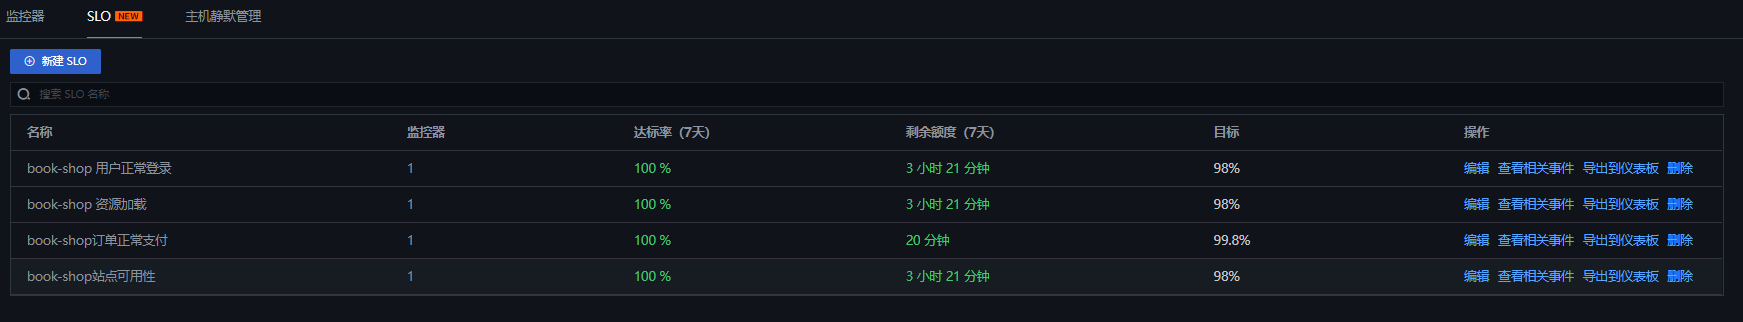 监控器 SLO NEW 主机静默管理
新建 SLO
搜索 SLO 名称
名称 监控器 达标率（7天） 剩余额度（7天） 目标 操作
book-shop 用户正常登录 1 100 % 3 小时 21 分钟 98% 编辑 查看相关事件 导出到仪表板 删除
book-shop 资源加载 1 100 % 3 小时 21 分钟 98% 编辑 查看相关事件 导出到仪表板 删除
book-shop订单正常支付 1 100 % 20 分钟 99.8% 编辑 查看相关事件 导出到仪表板 删除
book-shop站点可用性 1 100 % 3 小时 21 分钟 98% 编辑 查看相关事件 导出到仪表板 删除